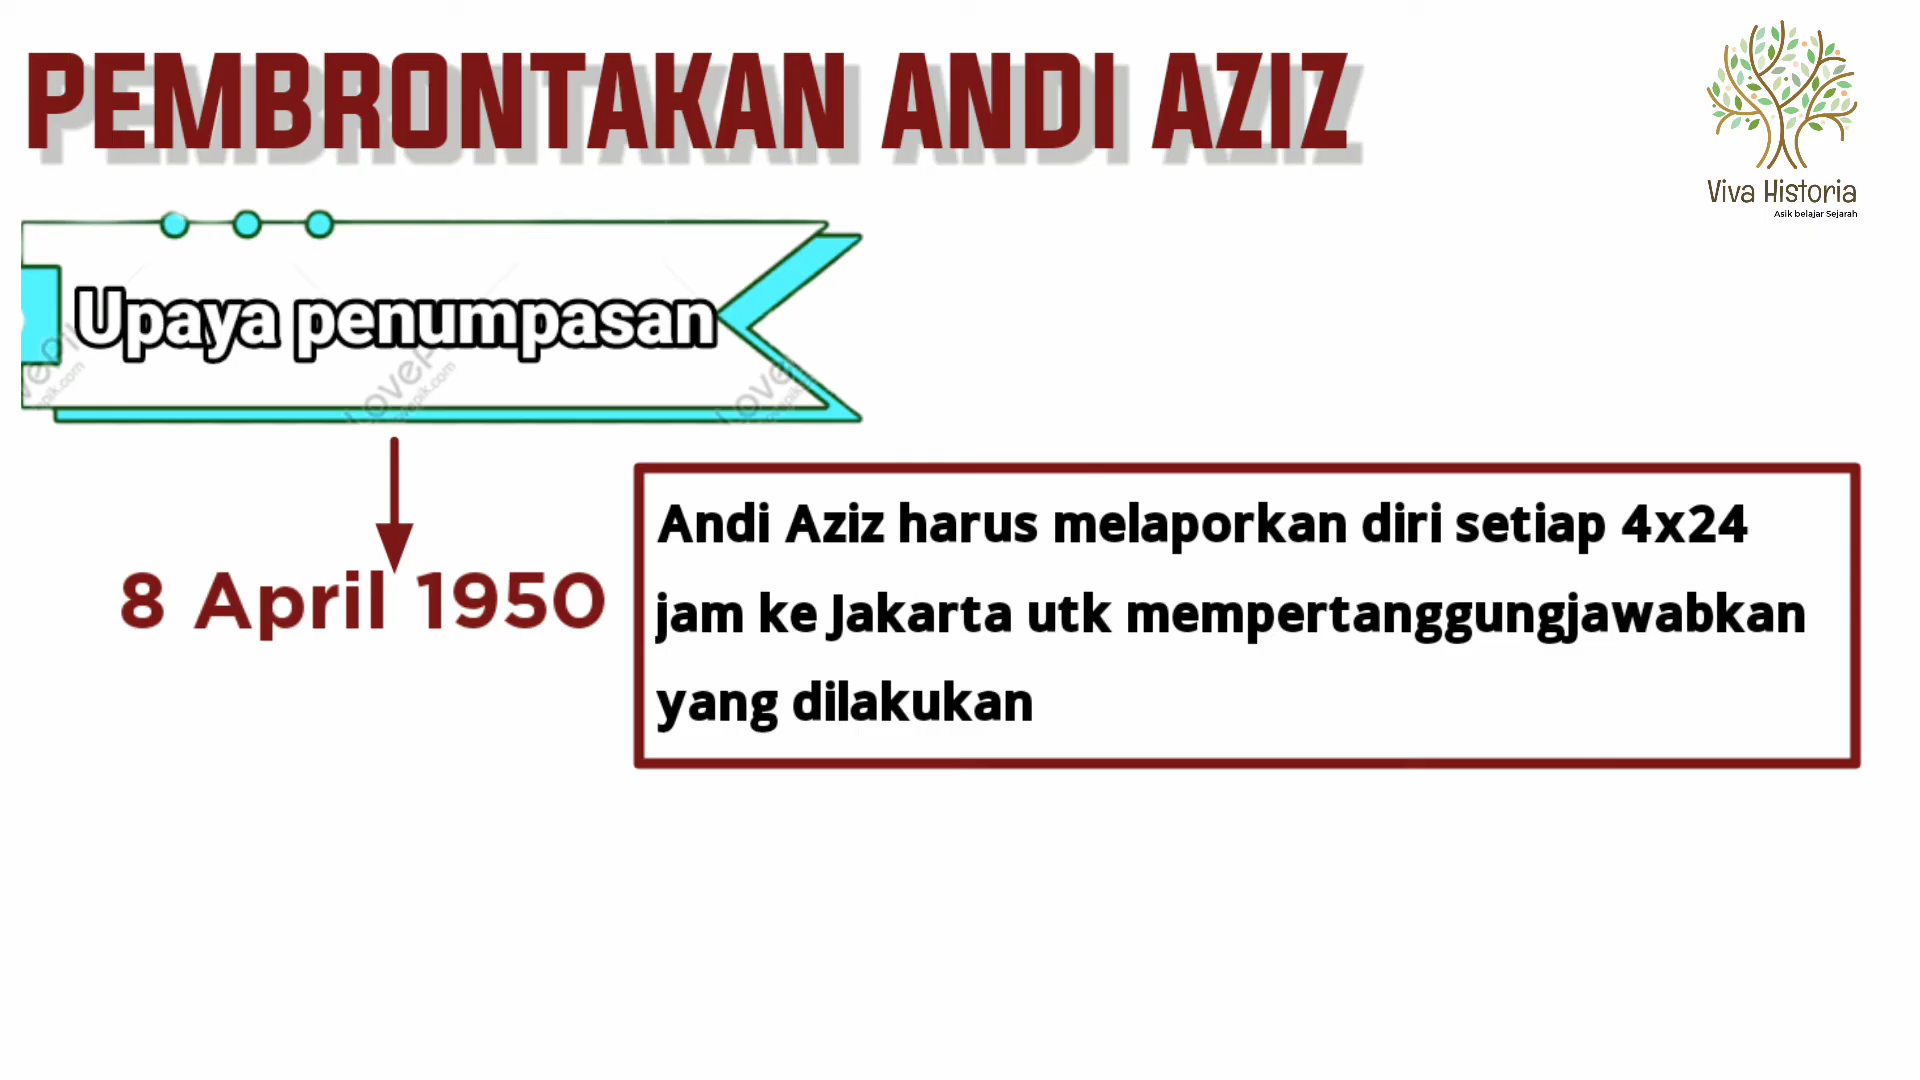 PEMBRONTAKAN ANDI AZIZ
Viva Historia
Asik belajar Sejarah
Upaya penumpasan
8 April 1950
Andi Aziz harus melaporkan diri setiap 4x24
jam ke Jakarta utk mempertanggungjawabkan
yang dilakukan